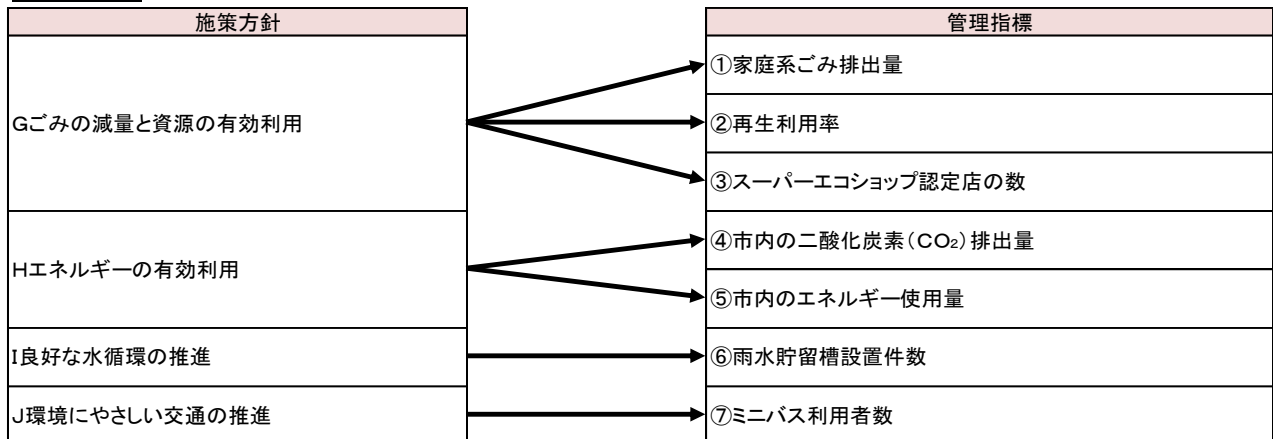 施策方針
管理指標
Gごみの減量と資源の有効利用
①家庭系ごみ排出量
②再生利用率
③スーパーエコショップ認定店の数
Hエネルギーの有効利用
④市内の二酸化炭素(CO₂)排出量
⑤市内のエネルギー使用量
I良好な水循環の推進
⑥雨水貯留槽設置件数
J環境にやさしい交通の推進
⑦ミニバス利用者数